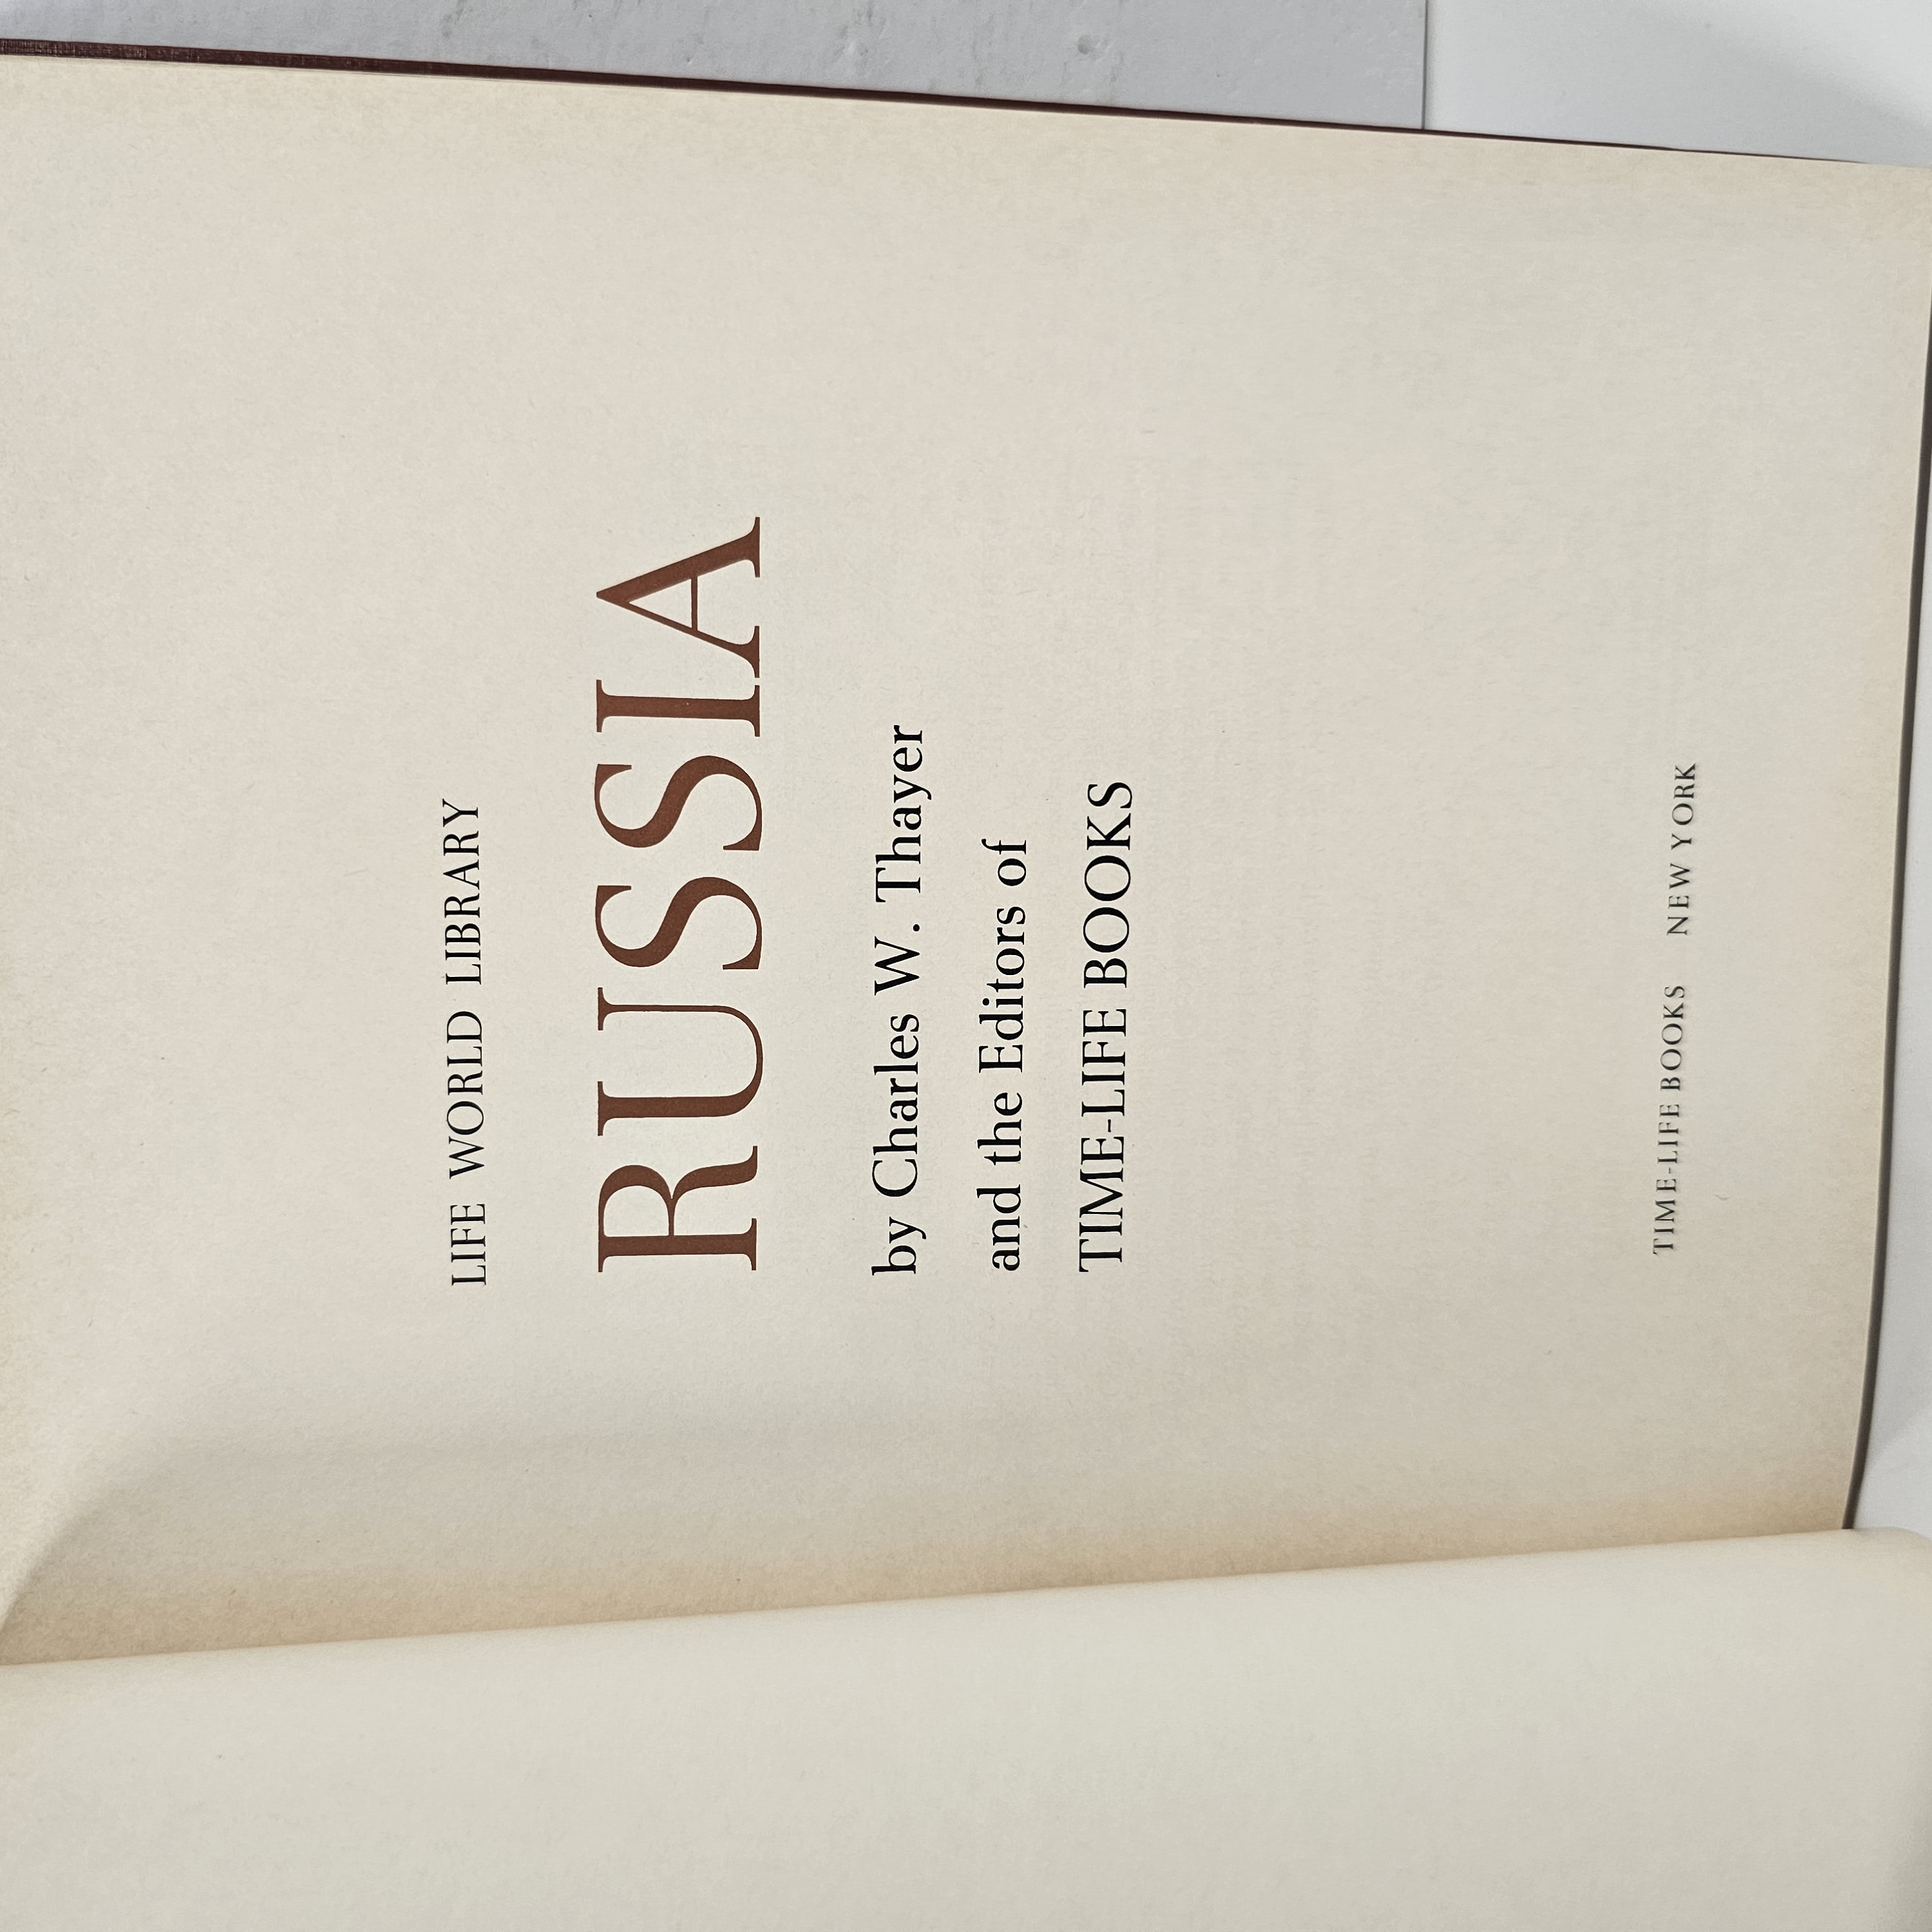 LIFE WORLD LIBRARY
RUSSIA
by Charles W. Thayer
and the Editors of
TIME-LIFE BOOKS
TIME-LIFE BOOKS NEW YORK